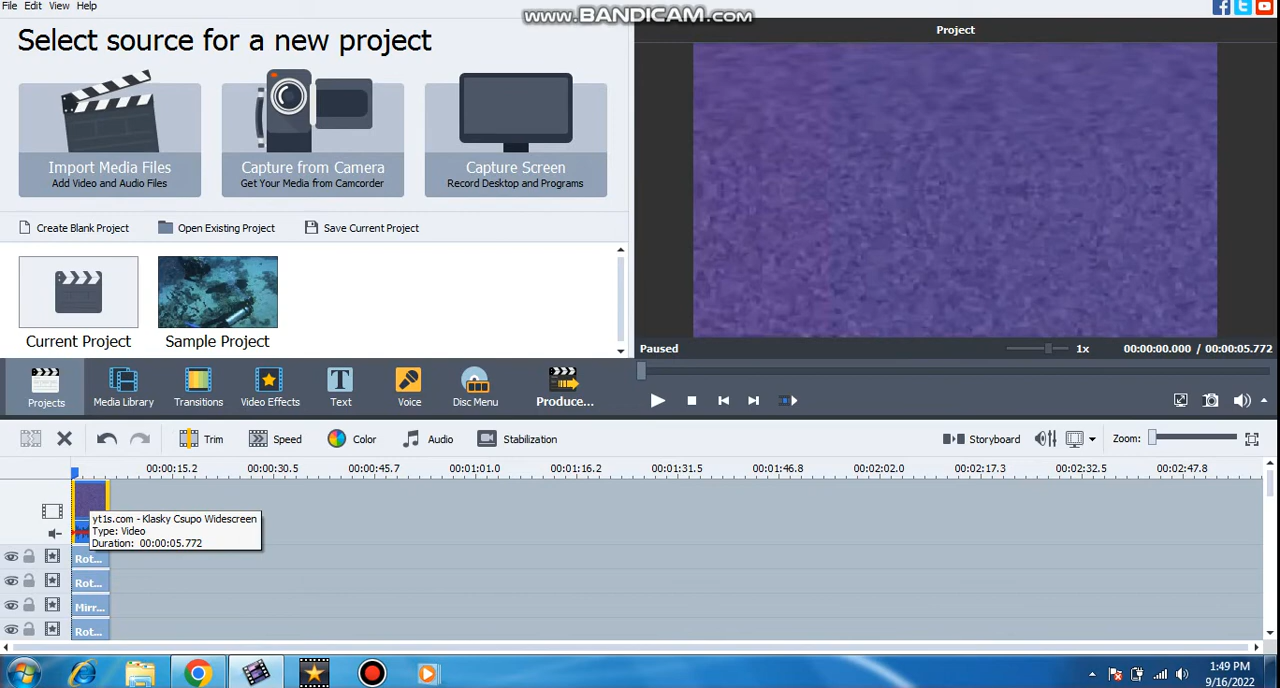 File Edit View Help
www.BANDICAM.com
Select source for a new project
Project
Import Media Files
Add Video and Audio Files
Capture from Camera
Get Your Media from Camcorder
Capture Screen
Record Desktop and Programs
Create Blank Project
Open Existing Project
Save Current Project
Current Project
Sample Project
Paused
1x
00:00:00.000 / 00:00:05.772
Projects
Media Library
Transitions
Video Effects
Text
Voice
Disc Menu
Produce...
Trim
Speed
Color
Audio
Stabilization
Storyboard
Zoom:
00:00:15.2 00:00:30.5 00:00:45.7 00:01:01.0 00:01:16.2 00:01:31.5 00:01:46.8 00:02:02.0 00:02:17.3 00:02:32.5 00:02:47.8
yt1s.com - Klasky Csupo Widescreen
Type: Video
Duration: 00:00:05.772
Rot...
Rot...
Mirr...
Rot...
1:49 PM
9/16/2022